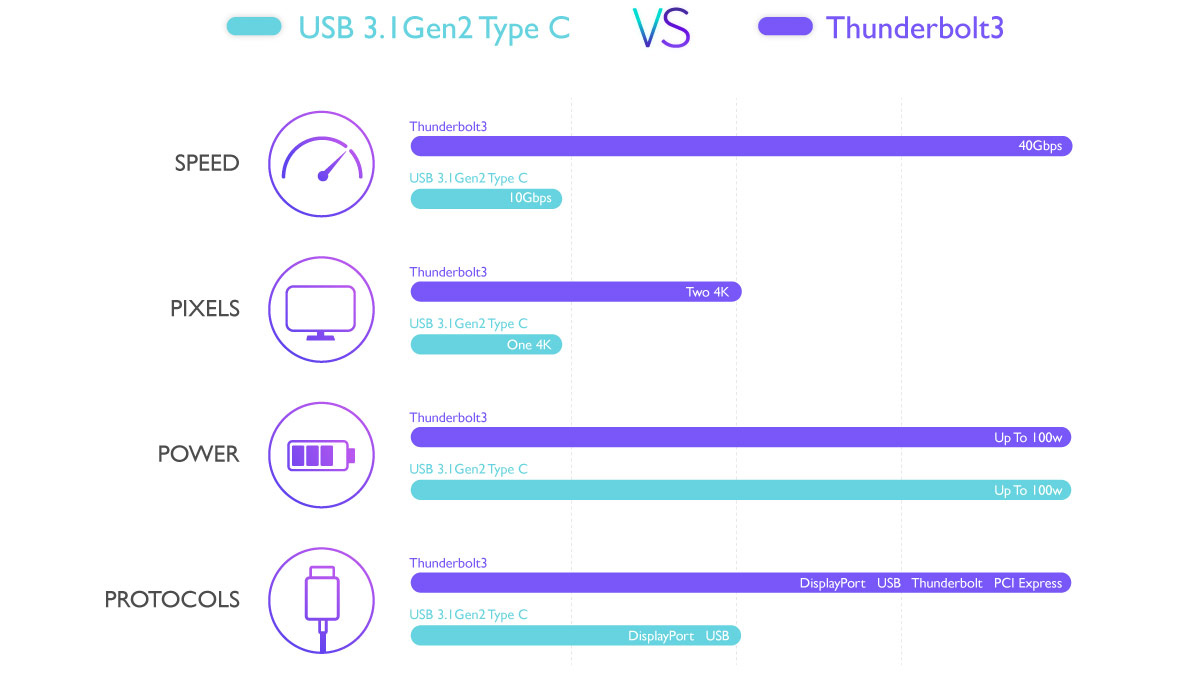 USB 3.1Gen2 Type C VS Thunderbolt3
Thunderbolt3
SPEED
40Gbps
USB 3.1Gen2 Type C
10Gbps
Thunderbolt3
PIXELS
Two 4K
USB 3.1Gen2 Type C
One 4K
Thunderbolt3
POWER
Up To 100w
USB 3.1Gen2 Type C
Up To 100w
Thunderbolt3
PROTOCOLS
DisplayPort USB Thunderbolt PCI Express
USB 3.1Gen2 Type C
DisplayPort USB